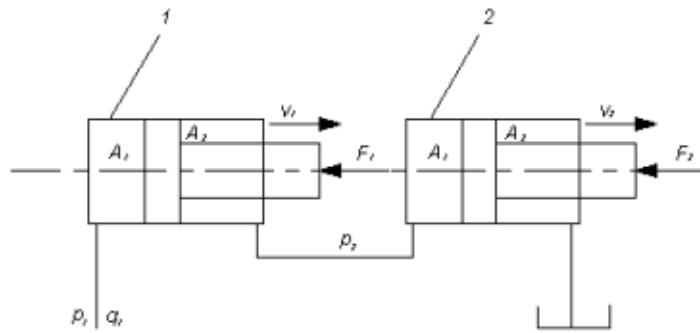 1 2
v₁ v₂
A₁ A₂ F₁ A₁ A₂ F₂
p₂
p₁ q₁